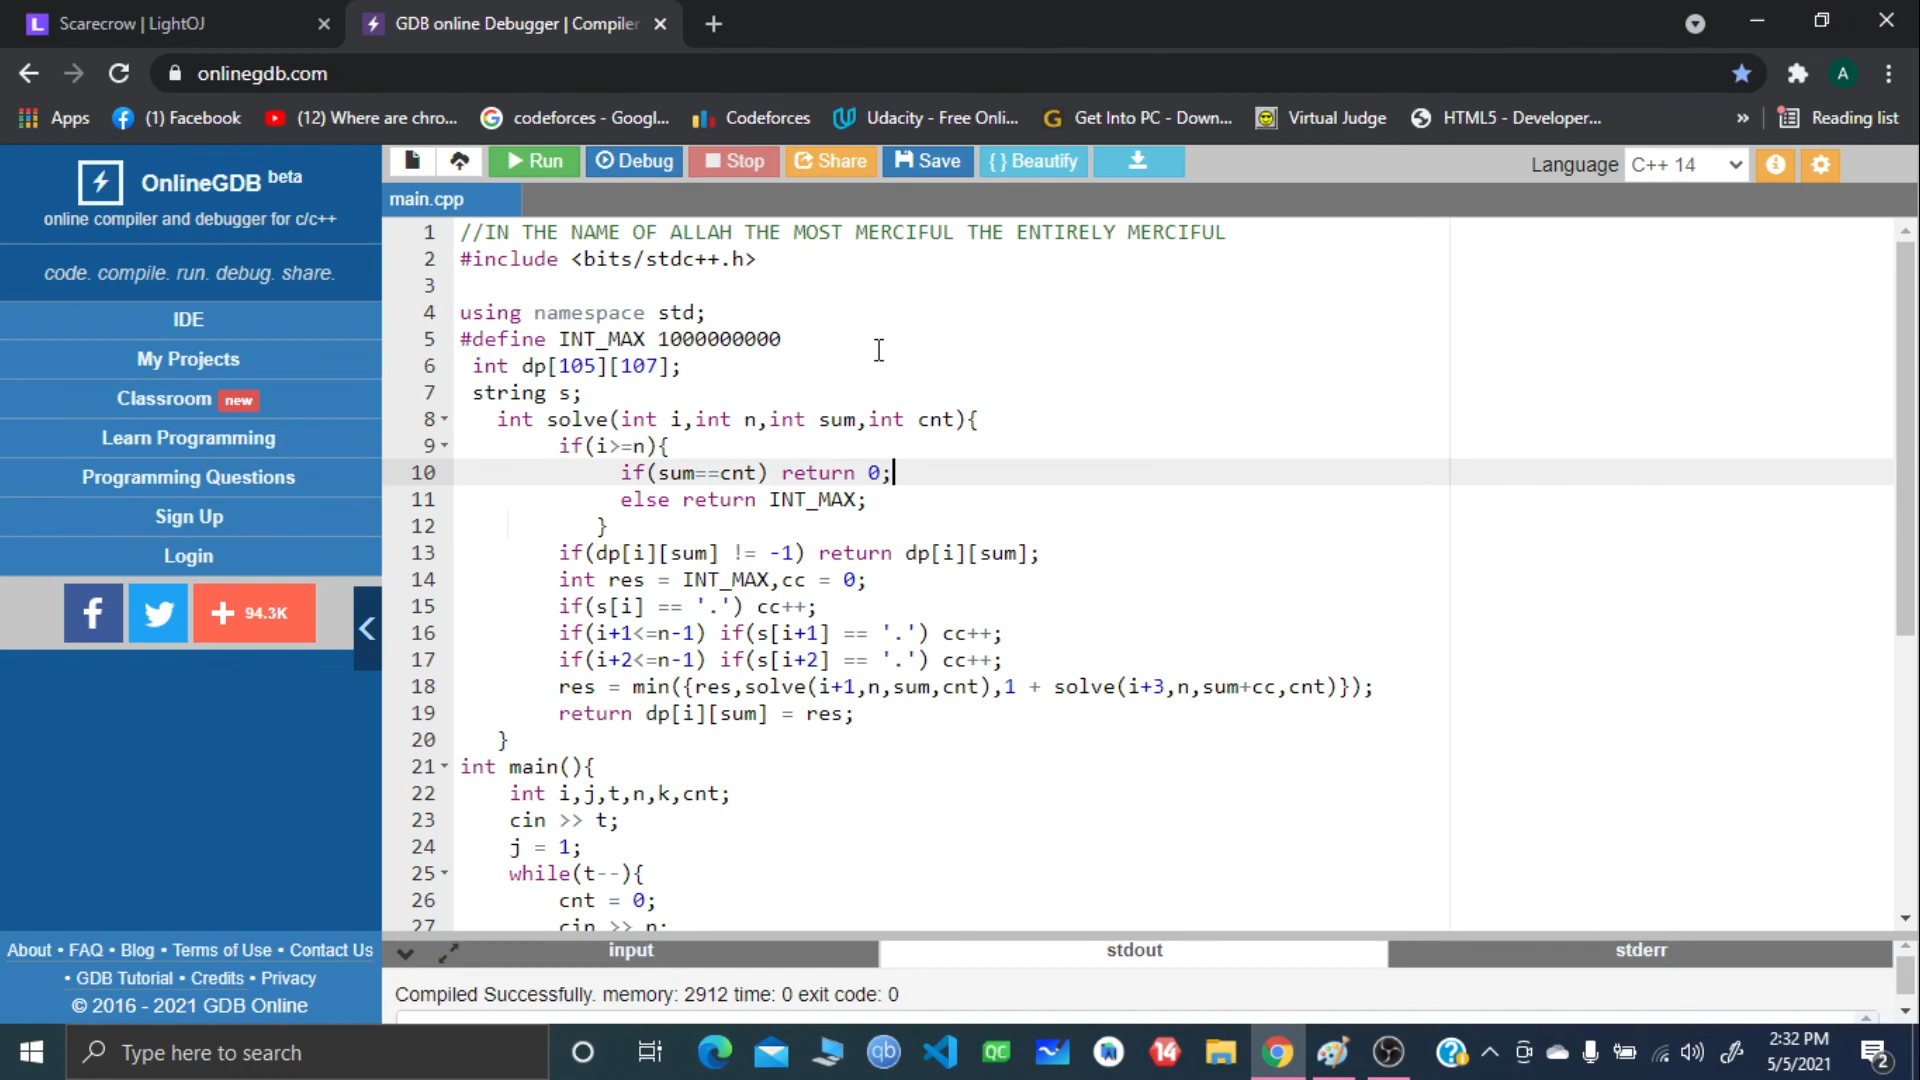 Scarecrow | LightOJ
GDB online Debugger | Compiler
onlinegdb.com
A
Apps
(1) Facebook
(12) Where are chro...
codeforces - Googl...
Codeforces
Udacity - Free Onli...
Get Into PC - Down...
Virtual Judge
HTML5 - Developer...
»
Reading list
OnlineGDB beta
online compiler and debugger for c/c++
code. compile. run. debug. share.
IDE
My Projects
Classroom new
Learn Programming
Programming Questions
Sign Up
Login
+ 94.3K
About • FAQ • Blog • Terms of Use • Contact Us
• GDB Tutorial • Credits • Privacy
© 2016 - 2021 GDB Online
Run Debug Stop Share Save { } Beautify
Language C++ 14
main.cpp
1 //IN THE NAME OF ALLAH THE MOST MERCIFUL THE ENTIRELY MERCIFUL
2 #include <bits/stdc++.h>
3
4 using namespace std;
5 #define INT_MAX 1000000000
6 int dp[105][107];
7 string s;
8 int solve(int i,int n,int sum,int cnt){
9 if(i>=n){
10 if(sum==cnt) return 0;
11 else return INT_MAX;
12 }
13 if(dp[i][sum] != -1) return dp[i][sum];
14 int res = INT_MAX,cc = 0;
15 if(s[i] == '.') cc++;
16 if(i+1<=n-1) if(s[i+1] == '.') cc++;
17 if(i+2<=n-1) if(s[i+2] == '.') cc++;
18 res = min({res,solve(i+1,n,sum,cnt),1 + solve(i+3,n,sum+cc,cnt)});
19 return dp[i][sum] = res;
20 }
21 int main(){
22 int i,j,t,n,k,cnt;
23 cin >> t;
24 j = 1;
25 while(t--){
26 cnt = 0;
27 cin >> n;
input
stdout
stderr
Compiled Successfully. memory: 2912 time: 0 exit code: 0
Type here to search
qb
QC
14
2:32 PM
5/5/2021
2